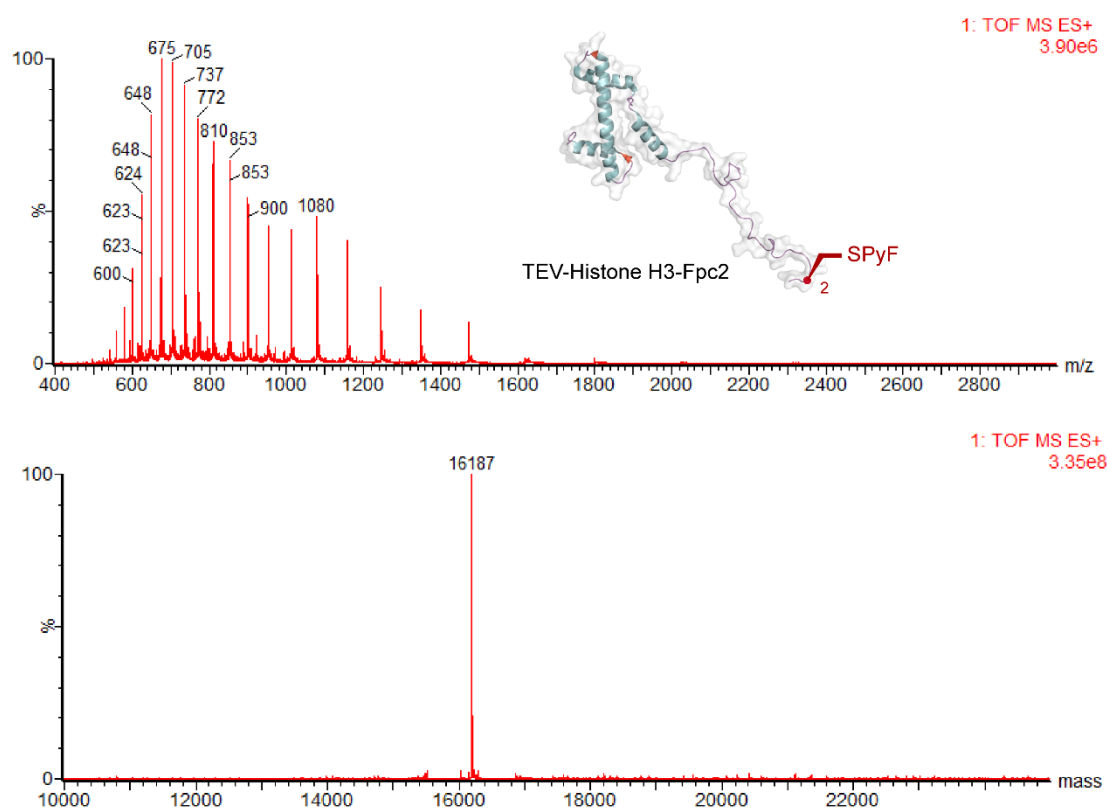 1: TOF MS ES+
3.90e6
100
%
0
675
705
737
648
772
810
648
853
624
853
623
900
1080
623
600
TEV-Histone H3-Fpc2
SPyF
2
400 600 800 1000 1200 1400 1600 1800 2000 2200 2400 2600 2800 m/z
1: TOF MS ES+
3.35e8
16187
100
%
0
10000 12000 14000 16000 18000 20000 22000 mass